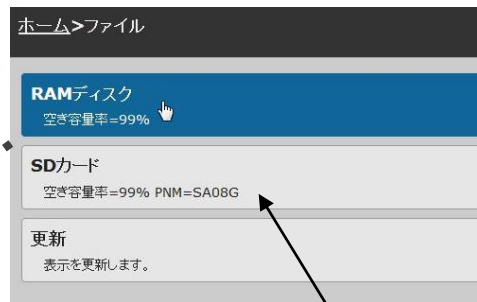 ホーム>ファイル
RAMディスク
空き容量率=99%
SDカード
空き容量率=99% PNM=SA08G
更新
表示を更新します。